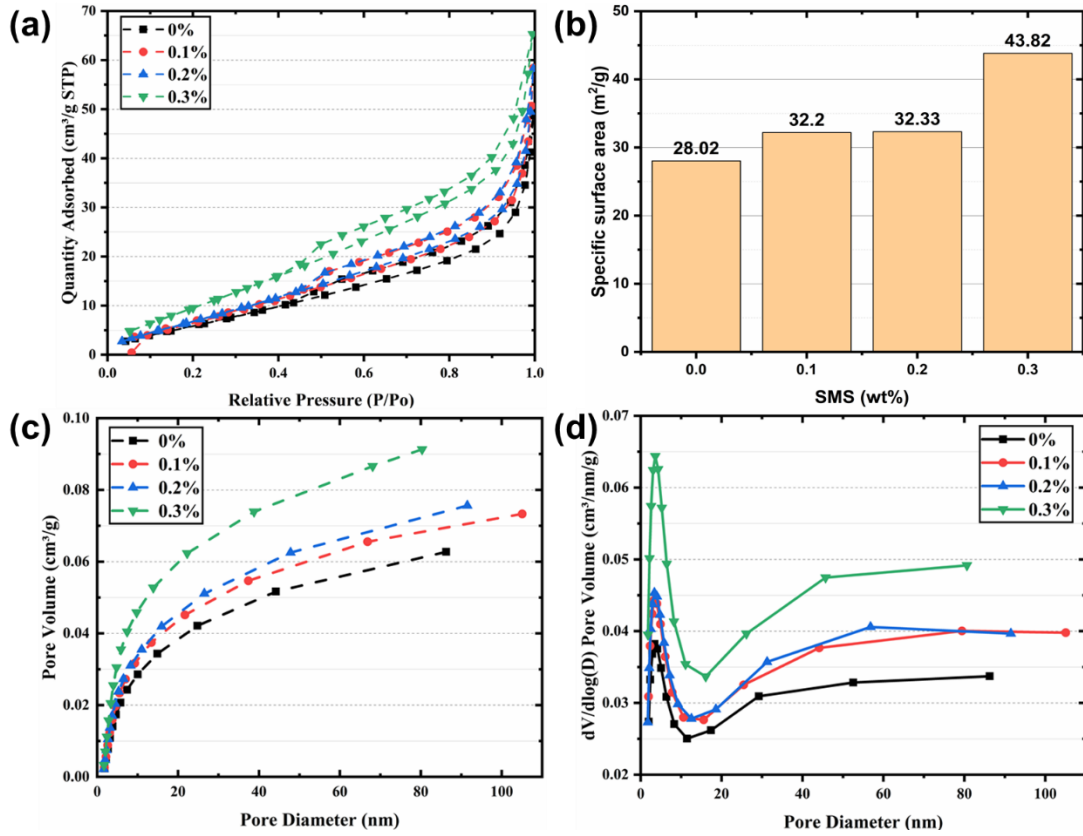 (a)
0%
0.1%
0.2%
0.3%
Quantity Adsorbed (cm³/g STP)
70
60
50
40
30
20
10
0
0.0 0.2 0.4 0.6 0.8 1.0
Relative Pressure (P/Po)
(b)
Specific surface area (m²/g)
50
40
30
20
10
0
28.02
32.2
32.33
43.82
0.0 0.1 0.2 0.3
SMS (wt%)
(c)
0%
0.1%
0.2%
0.3%
Pore Volume (cm³/g)
0.10
0.08
0.06
0.04
0.02
0.00
0 20 40 60 80 100
Pore Diameter (nm)
(d)
0%
0.1%
0.2%
0.3%
dV/dlog(D) Pore Volume (cm³/nm/g)
0.07
0.06
0.05
0.04
0.03
0.02
0 20 40 60 80 100
Pore Diameter (nm)